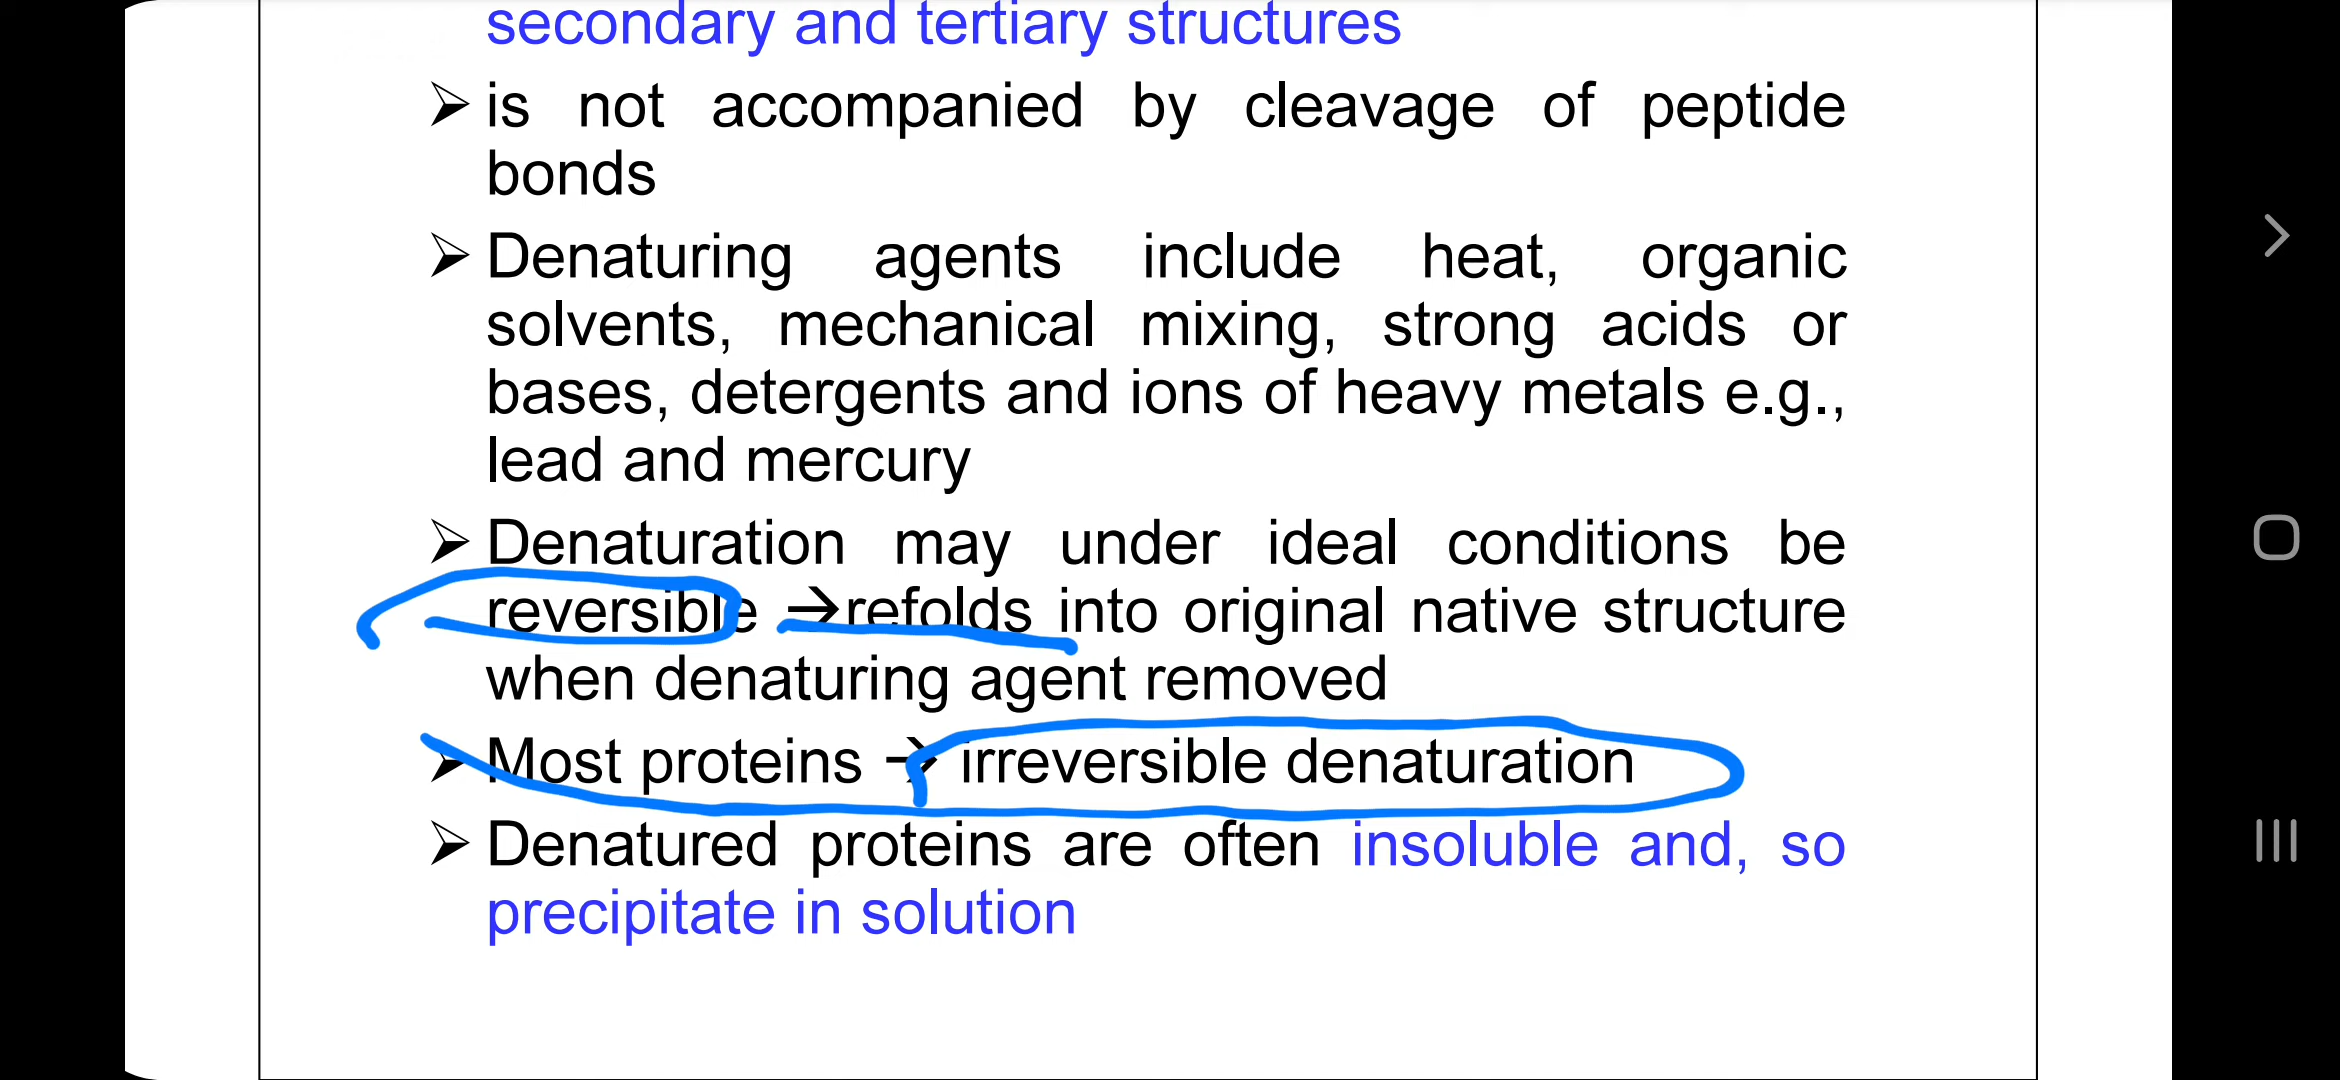 secondary and tertiary structures
➢ is not accompanied by cleavage of peptide
bonds
➢ Denaturing agents include heat, organic
solvents, mechanical mixing, strong acids or
bases, detergents and ions of heavy metals e.g.,
lead and mercury
➢ Denaturation may under ideal conditions be
reversible →refolds into original native structure
when denaturing agent removed
➢ Most proteins → irreversible denaturation
➢ Denatured proteins are often insoluble and, so
precipitate in solution